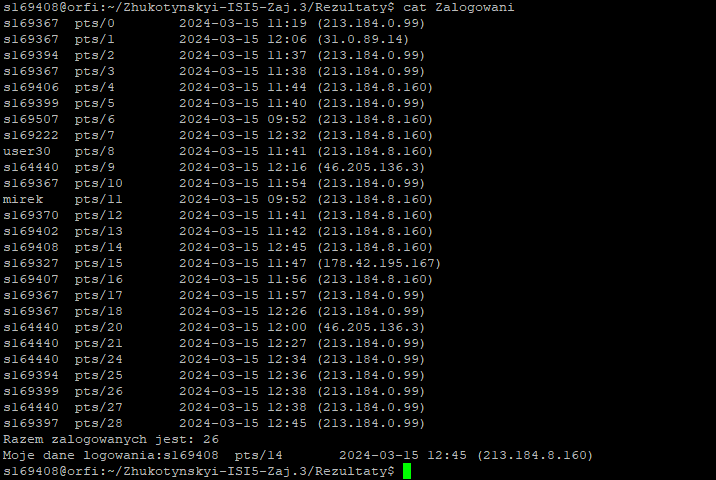 s169408@orfi:~/Zhukotynskyi-ISI5-Zaj.3/Rezultaty$ cat Zalogowani
s169367  pts/0        2024-03-15 11:19 (213.184.0.99)
s169367  pts/1        2024-03-15 12:06 (31.0.89.14)
s169394  pts/2        2024-03-15 11:37 (213.184.0.99)
s169367  pts/3        2024-03-15 11:38 (213.184.0.99)
s169406  pts/4        2024-03-15 11:44 (213.184.8.160)
s169399  pts/5        2024-03-15 11:40 (213.184.0.99)
s169507  pts/6        2024-03-15 09:52 (213.184.8.160)
s169222  pts/7        2024-03-15 12:32 (213.184.8.160)
user30   pts/8        2024-03-15 11:41 (213.184.8.160)
s164440  pts/9        2024-03-15 12:16 (46.205.136.3)
s169367  pts/10       2024-03-15 11:54 (213.184.0.99)
mirek    pts/11       2024-03-15 09:52 (213.184.8.160)
s169370  pts/12       2024-03-15 11:41 (213.184.8.160)
s169402  pts/13       2024-03-15 11:42 (213.184.8.160)
s169408  pts/14       2024-03-15 12:45 (213.184.8.160)
s169327  pts/15       2024-03-15 11:47 (178.42.195.167)
s169407  pts/16       2024-03-15 11:56 (213.184.8.160)
s169367  pts/17       2024-03-15 11:57 (213.184.0.99)
s169367  pts/18       2024-03-15 12:26 (213.184.0.99)
s164440  pts/20       2024-03-15 12:00 (46.205.136.3)
s164440  pts/21       2024-03-15 12:27 (213.184.0.99)
s164440  pts/24       2024-03-15 12:34 (213.184.0.99)
s169394  pts/25       2024-03-15 12:36 (213.184.0.99)
s169399  pts/26       2024-03-15 12:38 (213.184.0.99)
s164440  pts/27       2024-03-15 12:38 (213.184.0.99)
s169397  pts/28       2024-03-15 12:45 (213.184.0.99)
Razem zalogowanych jest: 26
Moje dane logowania:s169408  pts/14       2024-03-15 12:45 (213.184.8.160)
s169408@orfi:~/Zhukotynskyi-ISI5-Zaj.3/Rezultaty$